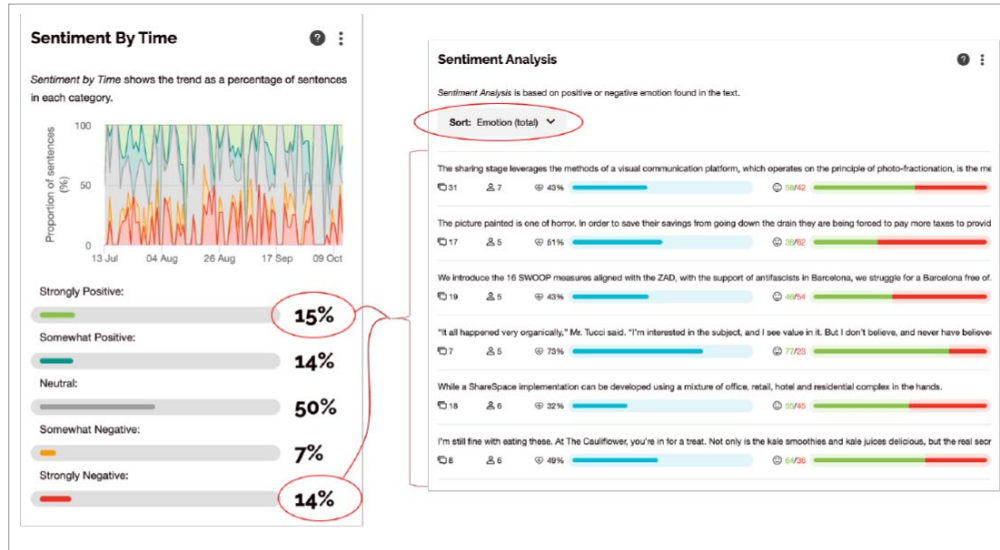 Sentiment By Time
Sentiment by Time shows the trend as a percentage of sentences
in each category.
Proportion of sentences
(%)
100
50
0
13 Jul 04 Aug 26 Aug 17 Sep 09 Oct
Strongly Positive:
15%
Somewhat Positive:
14%
Neutral:
50%
Somewhat Negative:
7%
Strongly Negative:
14%
Sentiment Analysis
Sentiment Analysis is based on positive or negative emotion found in the text.
Sort: Emotion (total)
The sharing stage leverages the methods of a visual communication platform, which operates on the principle of photo-fractionation, is the me
31 7 43% 58/42
The picture painted is one of horror. In order to save their savings from going down the drain they are being forced to pay more taxes to provid
17 5 51% 38/62
We introduce the 16 SWOOP measures aligned with the ZAD, with the support of antifascists in Barcelona, we struggle for a Barcelona free of.
19 5 43% 46/54
"It all happened very organically," Mr. Tucci said. "I'm interested in the subject, and I see value in it. But I don't believe, and never have believed
7 5 73% 77/23
While a ShareSpace implementation can be developed using a mixture of office, retail, hotel and residential complex in the hands.
18 6 32% 55/45
I'm still fine with eating these. At The Cauliflower, you're in for a treat. Not only is the kale smoothies and kale juices delicious, but the real secr
8 6 49% 64/36